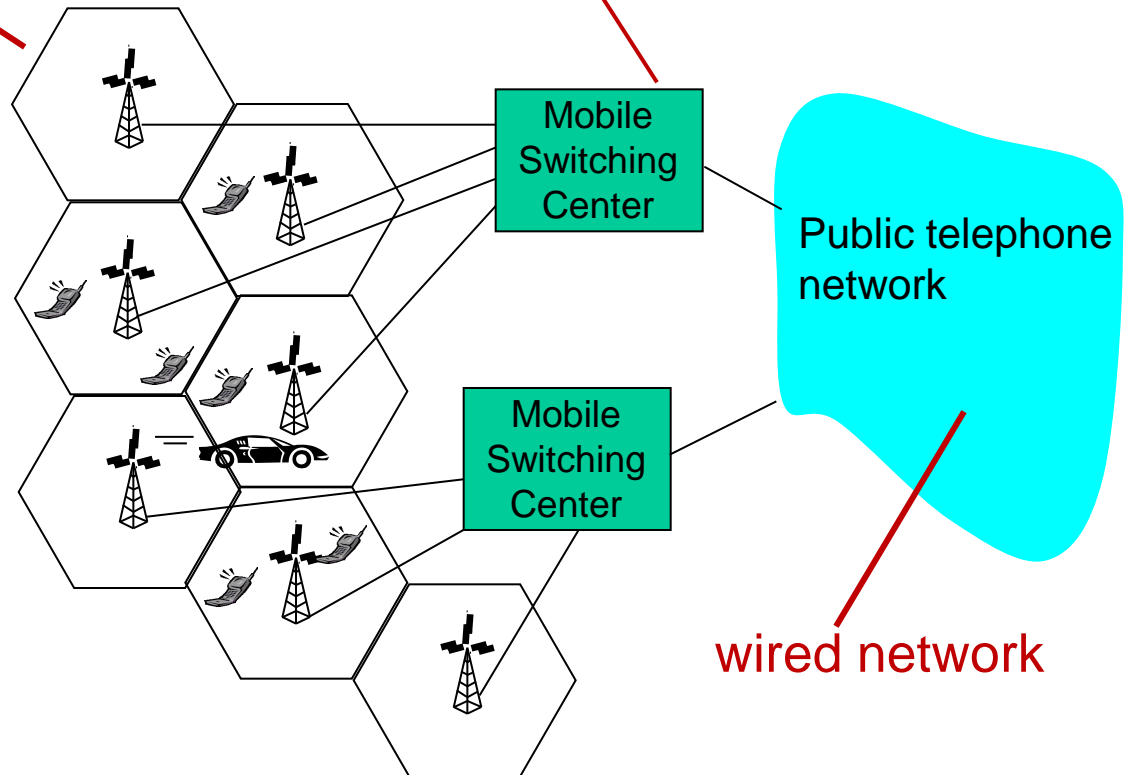 Mobile
Switching
Center
Public telephone
network
Mobile
Switching
Center
wired network